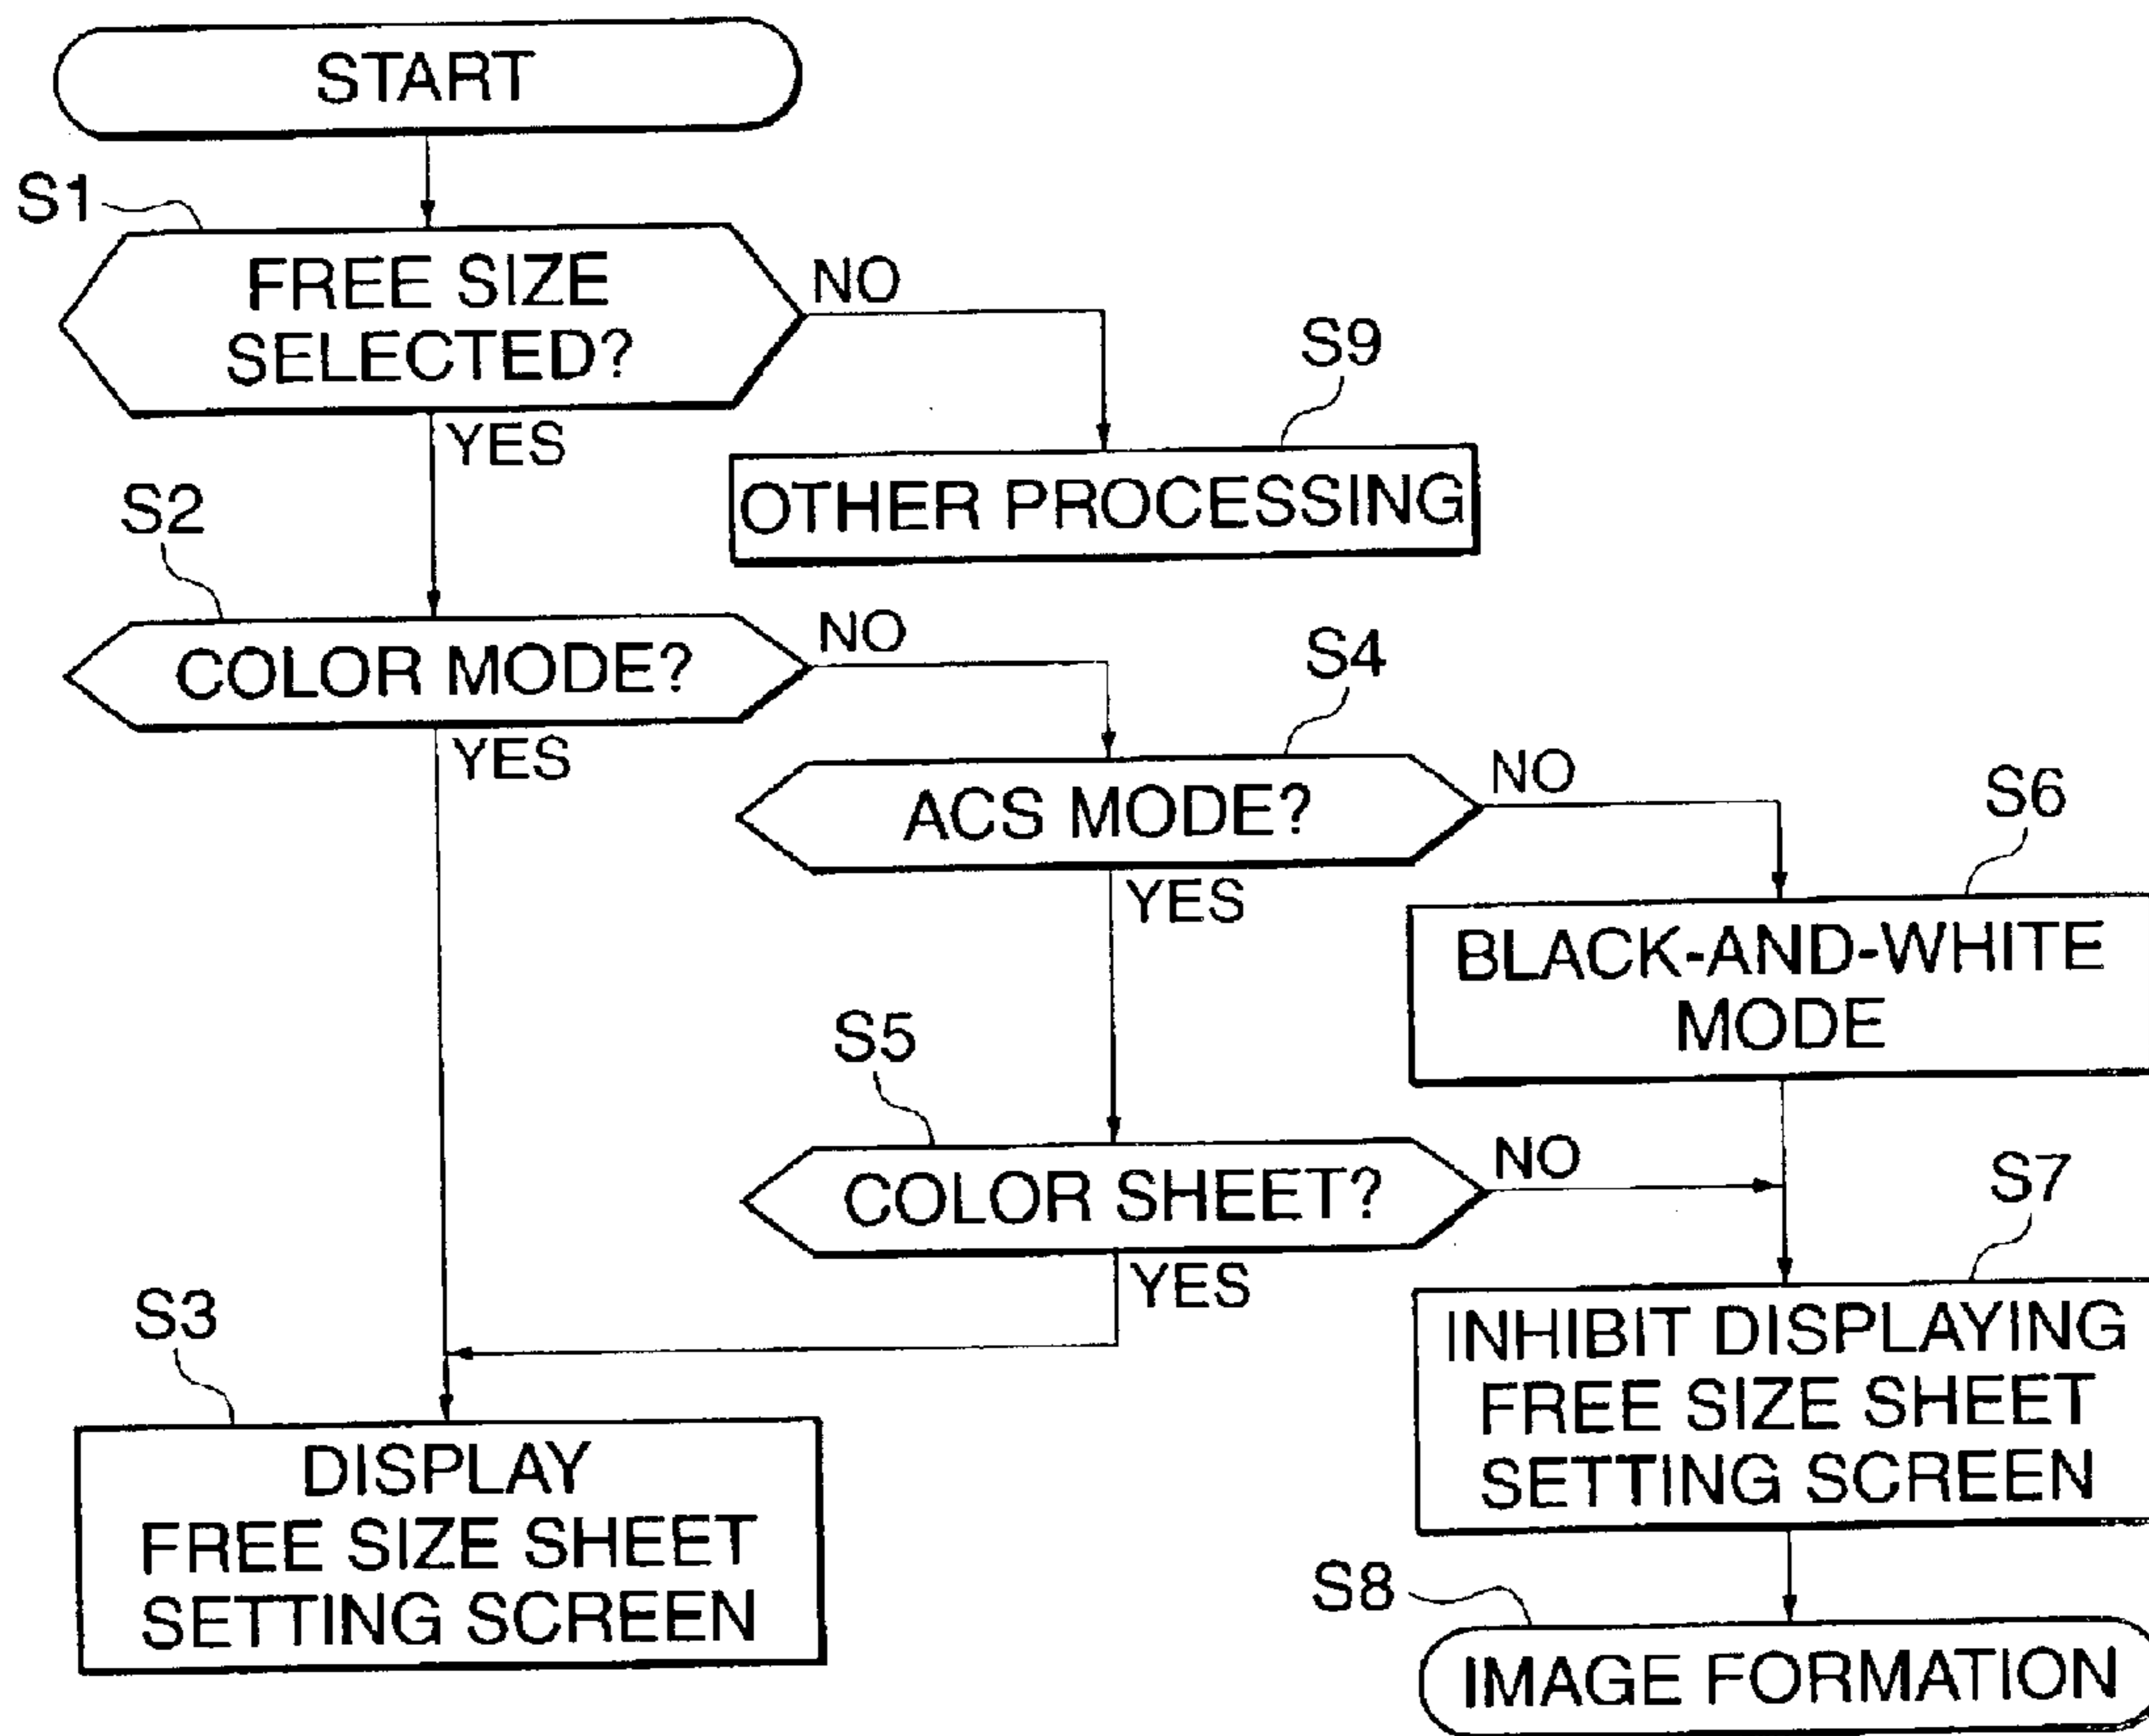 START
S1
FREE SIZE
SELECTED?
NO
YES
S9
OTHER PROCESSING
S2
COLOR MODE?
NO
YES
S4
ACS MODE?
NO
YES
S6
BLACK-AND-WHITE
MODE
S5
COLOR SHEET?
NO
YES
S3
DISPLAY
FREE SIZE SHEET
SETTING SCREEN
S7
INHIBIT DISPLAYING
FREE SIZE SHEET
SETTING SCREEN
S8
IMAGE FORMATION